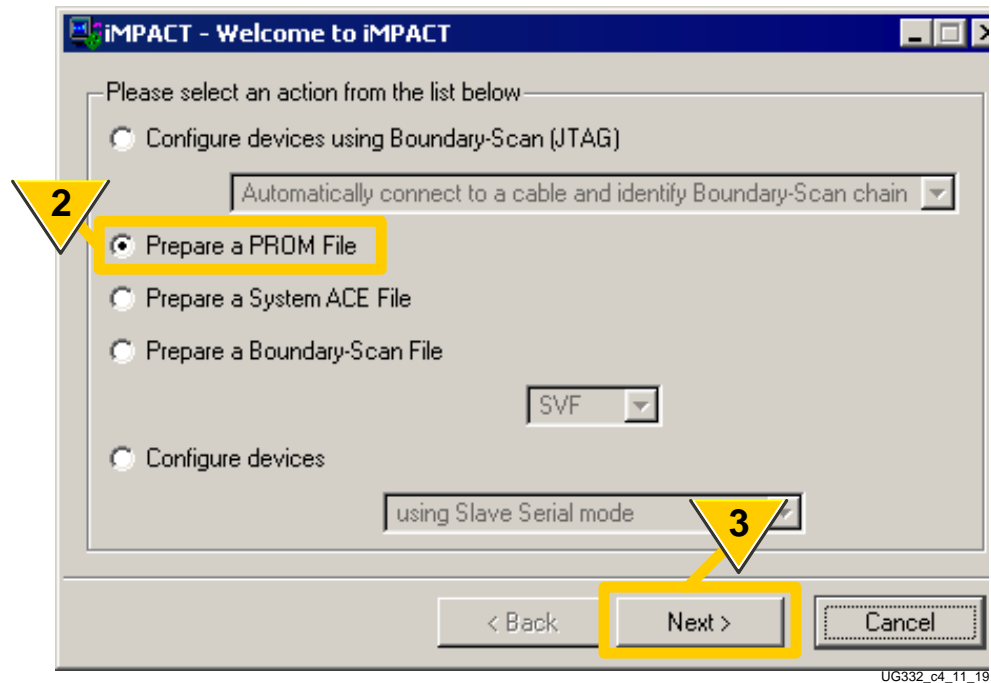 iMPACT - Welcome to iMPACT
Please select an action from the list below
Configure devices using Boundary-Scan (JTAG)
Automatically connect to a cable and identify Boundary-Scan chain
2
Prepare a PROM File
Prepare a System ACE File
Prepare a Boundary-Scan File
SVF
Configure devices
using Slave Serial mode
3
< Back Next > Cancel
UG332_c4_11_19